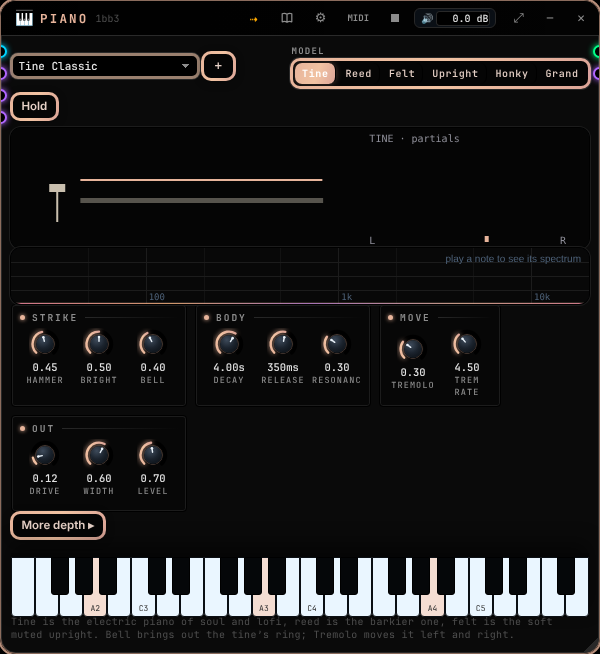 PIANO 1bb3 MIDI 0.0 dB
MODEL
Tine Classic + Tine Reed Felt Upright Honky Grand
Hold
TINE · partials
L R
play a note to see its spectrum
100 1k 10k
STRIKE BODY MOVE
0.45 0.50 0.40 4.00s 350ms 0.30 0.30 4.50
HAMMER BRIGHT BELL DECAY RELEASE RESONANC TREMOLO TREM
RATE
OUT
0.12 0.60 0.70
DRIVE WIDTH LEVEL
More depth ▸
A2 C3 A3 C4 A4 C5
Tine is the electric piano of soul and lofi, reed is the barkier one, felt is the soft
muted upright. Bell brings out the tine's ring; Tremolo moves it left and right.